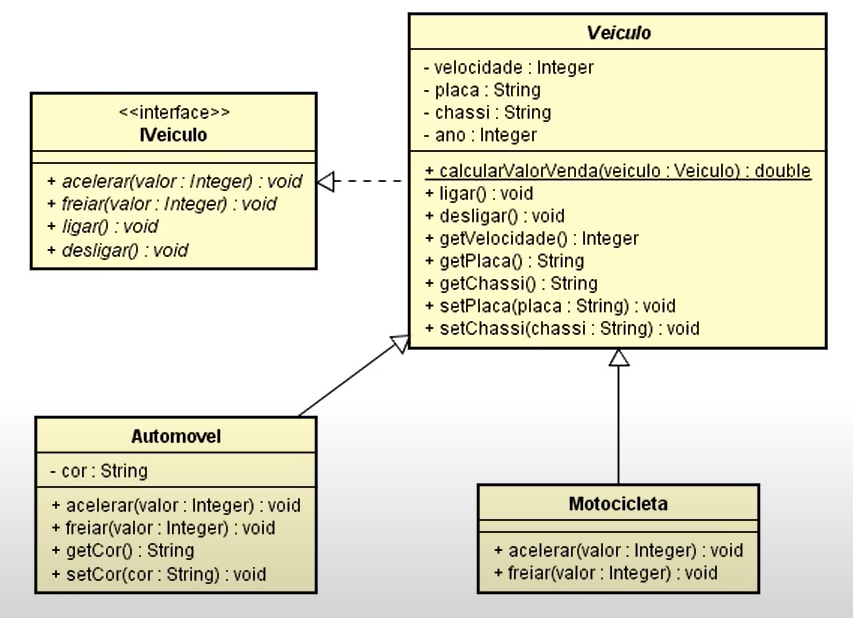 <<interface>>
IVeiculo
+ acelerar(valor : Integer) : void
+ freiar(valor : Integer) : void
+ ligar() : void
+ desligar() : void
Veiculo
- velocidade : Integer
- placa : String
- chassi : String
- ano : Integer
+ calcularValorVenda(veiculo : Veiculo) : double
+ ligar() : void
+ desligar() : void
+ getVelocidade() : Integer
+ getPlaca() : String
+ getChassi() : String
+ setPlaca(placa : String) : void
+ setChassi(chassi : String) : void
Automovel
- cor : String
+ acelerar(valor : Integer) : void
+ freiar(valor : Integer) : void
+ getCor() : String
+ setCor(cor : String) : void
Motocicleta
+ acelerar(valor : Integer) : void
+ freiar(valor : Integer) : void